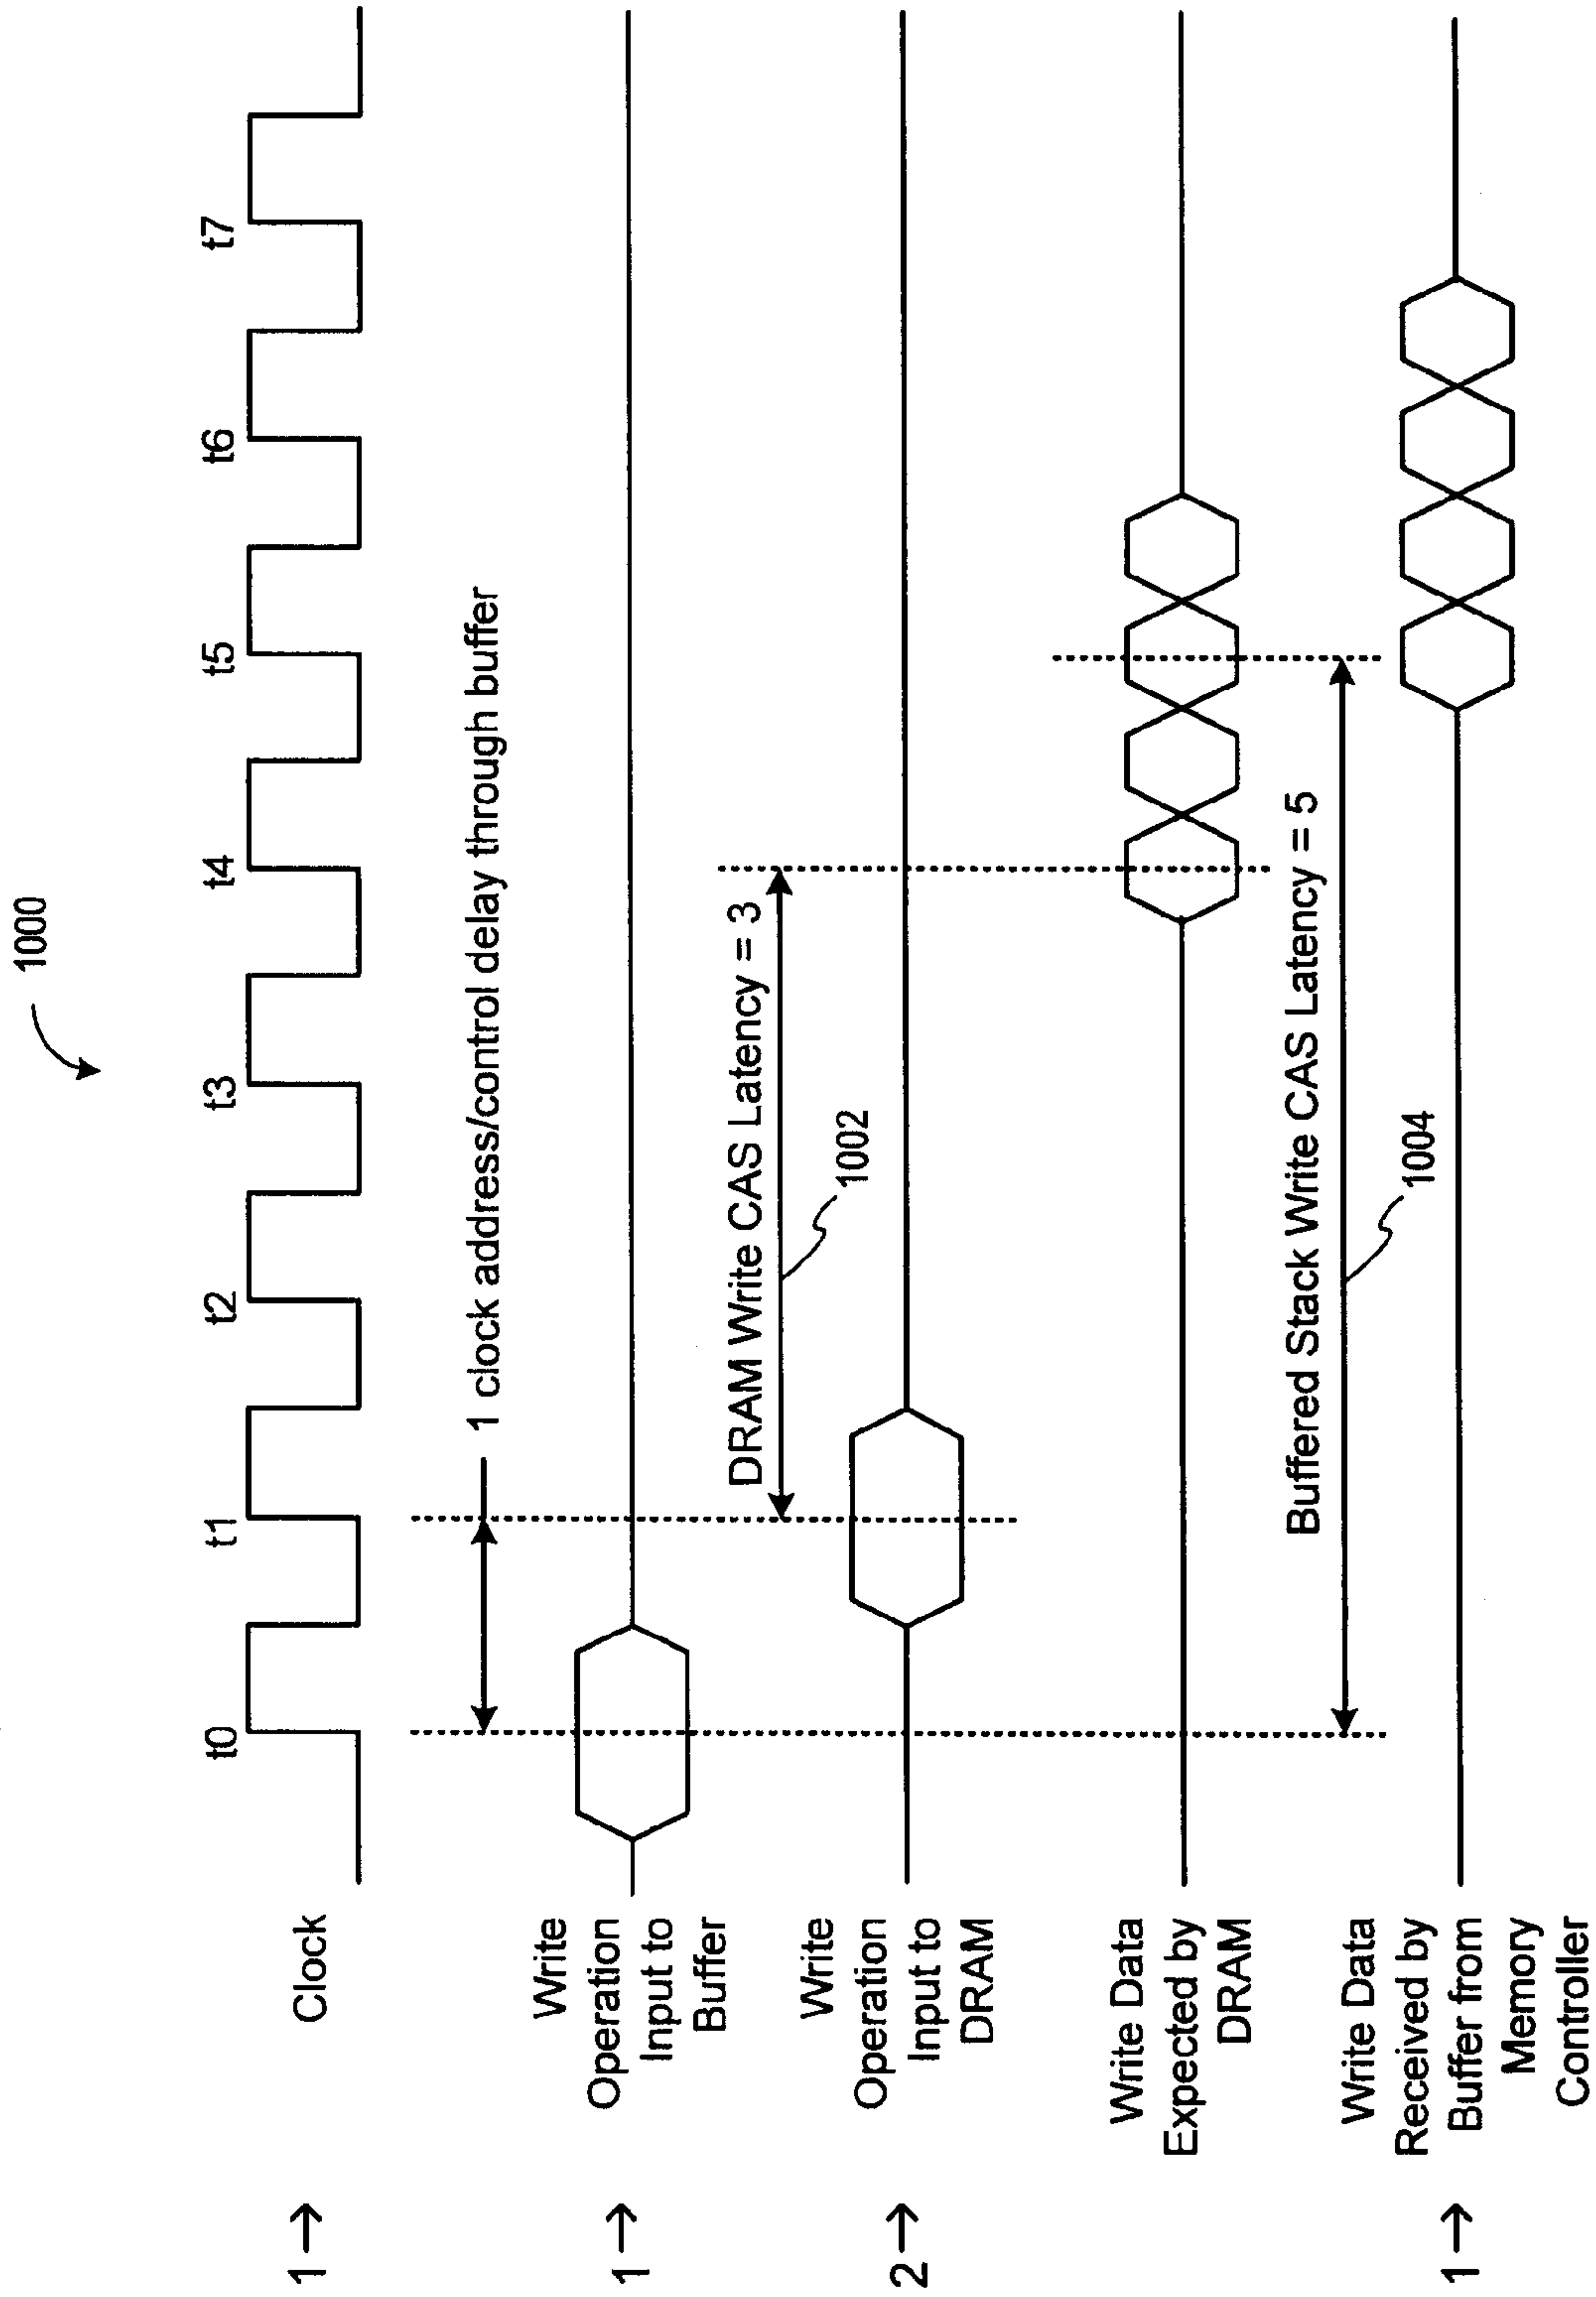 1000
t0 t1 t2 t3 t4 t5 t6 t7
1→ Clock
1 clock address/control delay through buffer
1→ Write
Operation
Input to
Buffer
DRAM Write CAS Latency = 3
1002
2→ Write
Operation
Input to
DRAM
Write Data
Expected by
DRAM
Buffered Stack Write CAS Latency = 5
1004
1→ Write Data
Received by
Buffer from
Memory
Controller